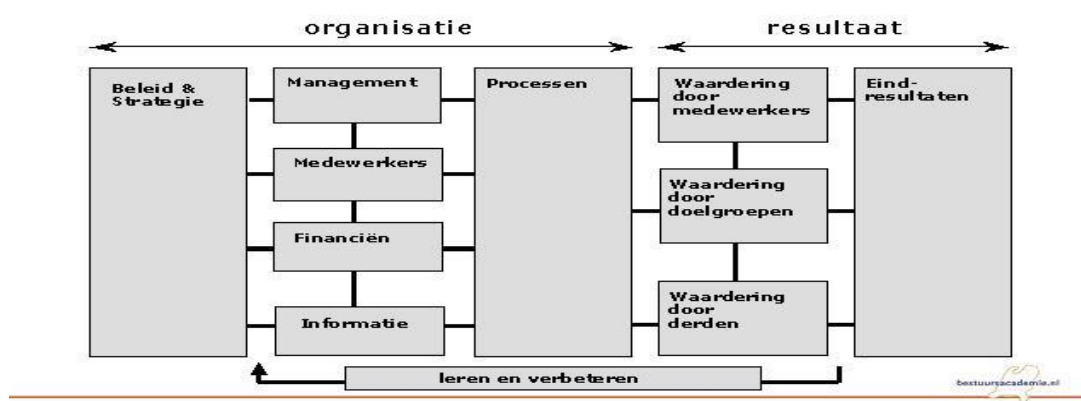 organisatie
resultaat
Beleid &
Strategie
Management
Medewerkers
Financiën
Informatie
Processen
Waardering
door
medewerkers
Waardering
door
doelgroepen
Waardering
door
derden
Eind-
resultaten
leren en verbeteren
bestuursacademie.nl